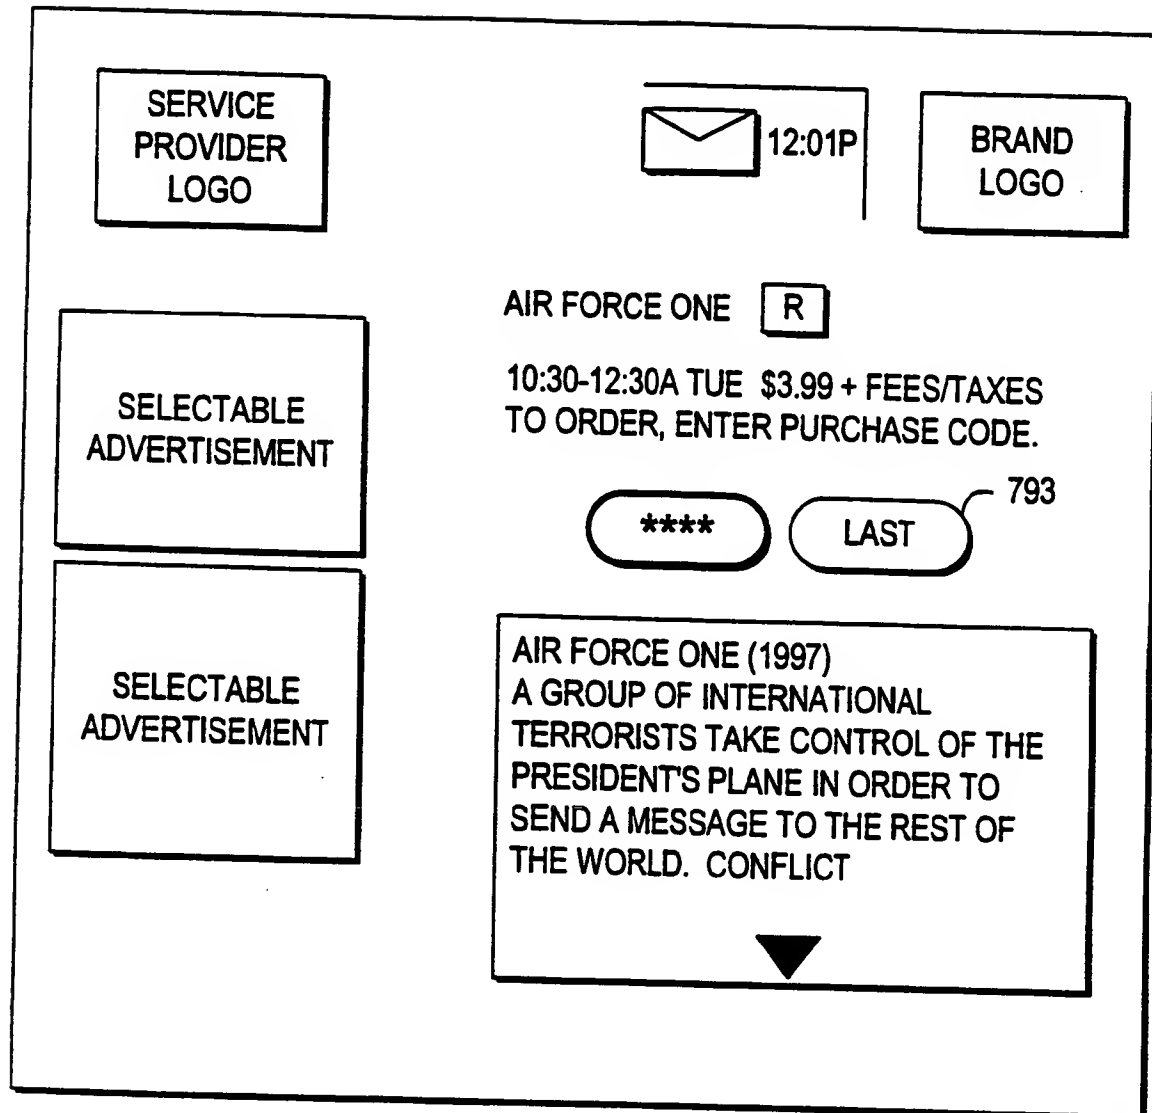 SERVICE
PROVIDER
LOGO
12:01P
BRAND
LOGO
AIR FORCE ONE R
10:30-12:30A TUE $3.99 + FEES/TAXES
TO ORDER, ENTER PURCHASE CODE.
SELECTABLE
ADVERTISEMENT
**** LAST
793
SELECTABLE
ADVERTISEMENT
AIR FORCE ONE (1997)
A GROUP OF INTERNATIONAL
TERRORISTS TAKE CONTROL OF THE
PRESIDENT'S PLANE IN ORDER TO
SEND A MESSAGE TO THE REST OF
THE WORLD. CONFLICT